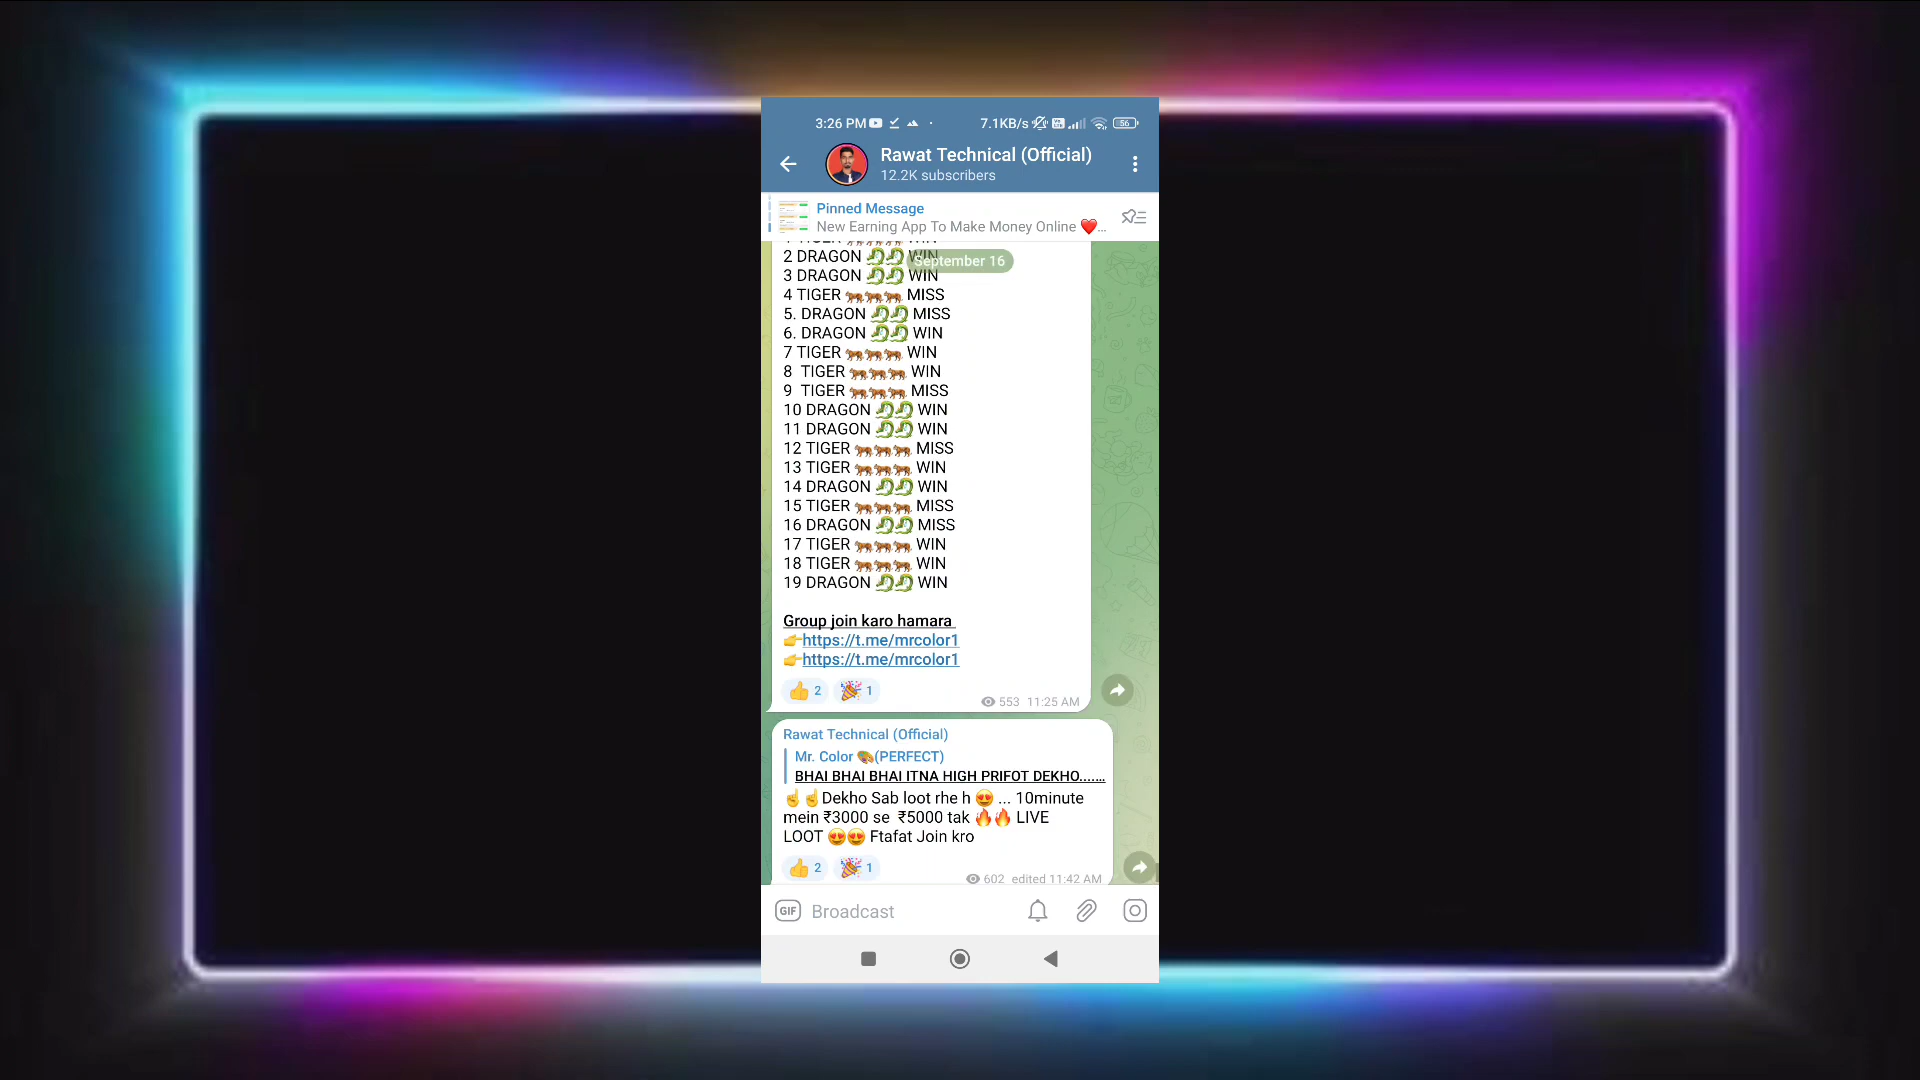 3:26 PM
7.1KB/s
56
Rawat Technical (Official)
12.2K subscribers
Pinned Message
New Earning App To Make Money Online ❤️...
1 TIGER 🐅🐅🐅 WIN
2 DRAGON 🐉🐉 WIN
September 16
3 DRAGON 🐉🐉 WIN
4 TIGER 🐅🐅🐅 MISS
5. DRAGON 🐉🐉 MISS
6. DRAGON 🐉🐉 WIN
7 TIGER 🐅🐅🐅 WIN
8 TIGER 🐅🐅🐅 WIN
9 TIGER 🐅🐅🐅 MISS
10 DRAGON 🐉🐉 WIN
11 DRAGON 🐉🐉 WIN
12 TIGER 🐅🐅🐅 MISS
13 TIGER 🐅🐅🐅 WIN
14 DRAGON 🐉🐉 WIN
15 TIGER 🐅🐅🐅 MISS
16 DRAGON 🐉🐉 MISS
17 TIGER 🐅🐅🐅 WIN
18 TIGER 🐅🐅🐅 WIN
19 DRAGON 🐉🐉 WIN
Group join karo hamara
👉https://t.me/mrcolor1
👉https://t.me/mrcolor1
👍 2 🎉 1
553 11:25 AM
Rawat Technical (Official)
Mr. Color 🎨(PERFECT)
BHAI BHAI BHAI ITNA HIGH PRIFOT DEKHO.......
☝️☝️Dekho Sab loot rhe h 😍 ... 10minute
mein ₹3000 se ₹5000 tak 🔥🔥 LIVE
LOOT 😍😍 Ftafat Join kro
👍 2 🎉 1
602 edited 11:42 AM
GIF Broadcast